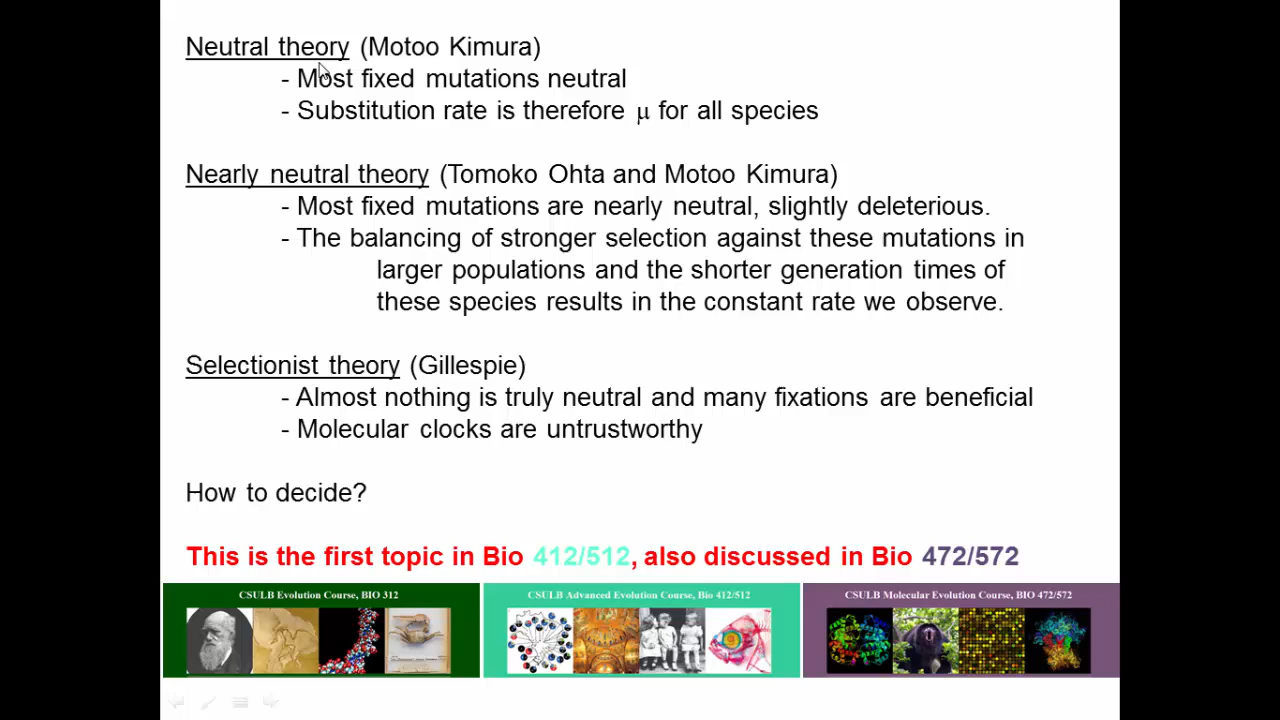 Neutral theory (Motoo Kimura)
- Most fixed mutations neutral
- Substitution rate is therefore μ for all species
Nearly neutral theory (Tomoko Ohta and Motoo Kimura)
- Most fixed mutations are nearly neutral, slightly deleterious.
- The balancing of stronger selection against these mutations in
larger populations and the shorter generation times of
these species results in the constant rate we observe.
Selectionist theory (Gillespie)
- Almost nothing is truly neutral and many fixations are beneficial
- Molecular clocks are untrustworthy
How to decide?
This is the first topic in Bio 412/512, also discussed in Bio 472/572
CSULB Evolution Course, BIO 312
CSULB Advanced Evolution Course, Bio 412/512
CSULB Molecular Evolution Course, BIO 472/572